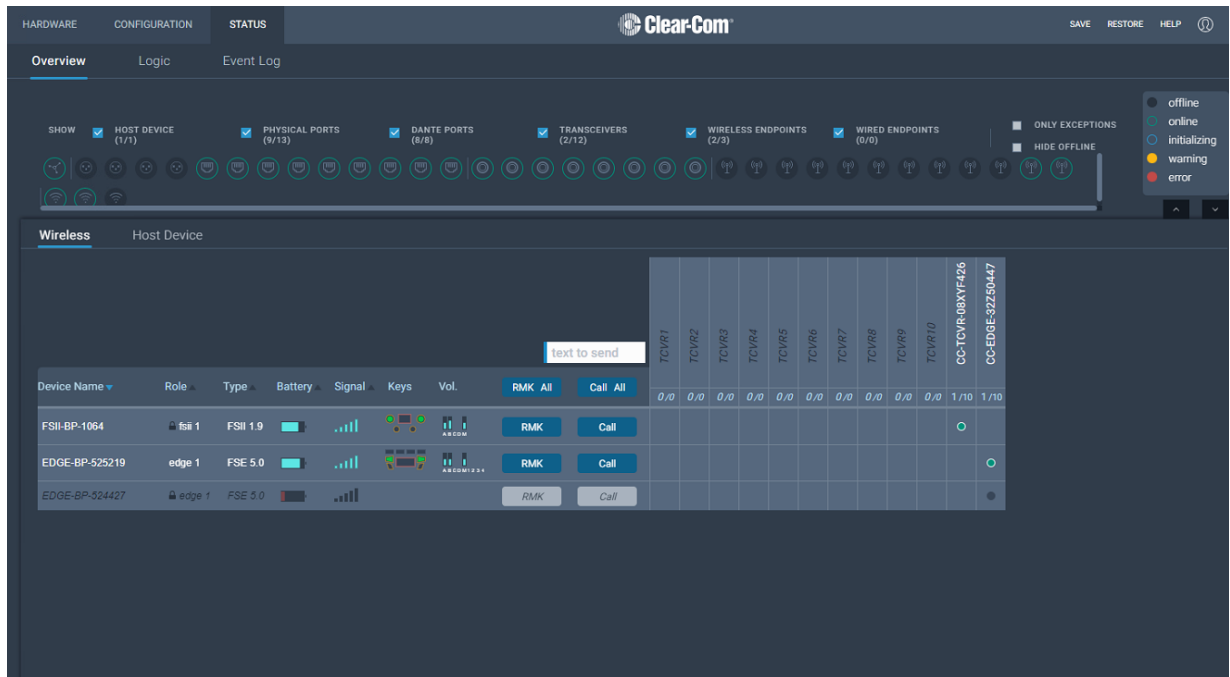 HARDWARE CONFIGURATION STATUS Clear-Com SAVE RESTORE HELP
Overview Logic Event Log
offline
online
initializing
warning
error
SHOW HOST DEVICE PHYSICAL PORTS DANTE PORTS TRANSCEIVERS WIRELESS ENDPOINTS WIRED ENDPOINTS ONLY EXCEPTIONS
(1/1) (9/13) (8/8) (2/12) (2/3) (0/0) HIDE OFFLINE
Wireless Host Device
TCVR1 TCVR2 TCVR3 TCVR4 TCVR5 TCVR6 TCVR7 TCVR8 TCVR9 TCVR10 CC-TCVR-08XYF426 CC-EDGE-32Z50447
text to send
Device Name Role Type Battery Signal Keys Vol. RMK All Call All
0/0 0/0 0/0 0/0 0/0 0/0 0/0 0/0 0/0 0/0 1/10 1/10
FSII-BP-1064 fsii 1 FSII 1.9 A B C O M RMK Call
EDGE-BP-525219 edge 1 FSE 5.0 A B C D M 1 2 3 4 RMK Call
EDGE-BP-524427 edge 1 FSE 5.0 RMK Call